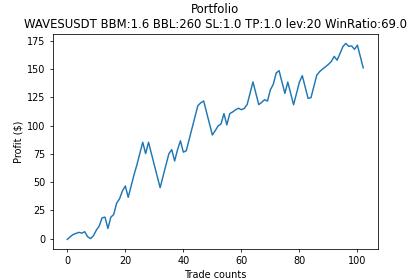 Portfolio
WAVESUSDT BBM:1.6 BBL:260 SL:1.0 TP:1.0 lev:20 WinRatio:69.0
175
150
125
100
75
50
25
0
Profit ($)
0 20 40 60 80 100
Trade counts